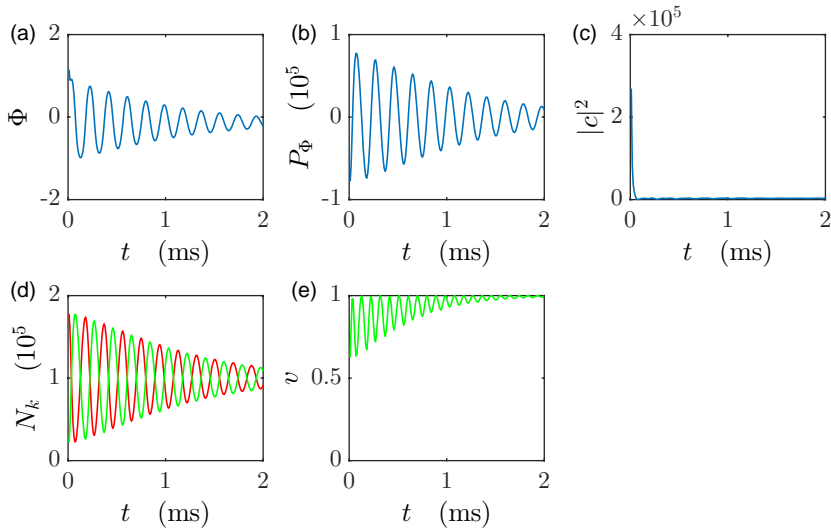 (a)
2
0
-2
Φ
0 1 2
t (ms)
(b)
1
0
-1
P_Φ (10^5
0 1 2
t (ms)
(c)
×10^5
4
2
0
|c|^2
0 1 2
t (ms)
(d)
2
1
0
N_k (10^5
0 1 2
t (ms)
(e)
1
0.5
0
v
0 1 2
t (ms)